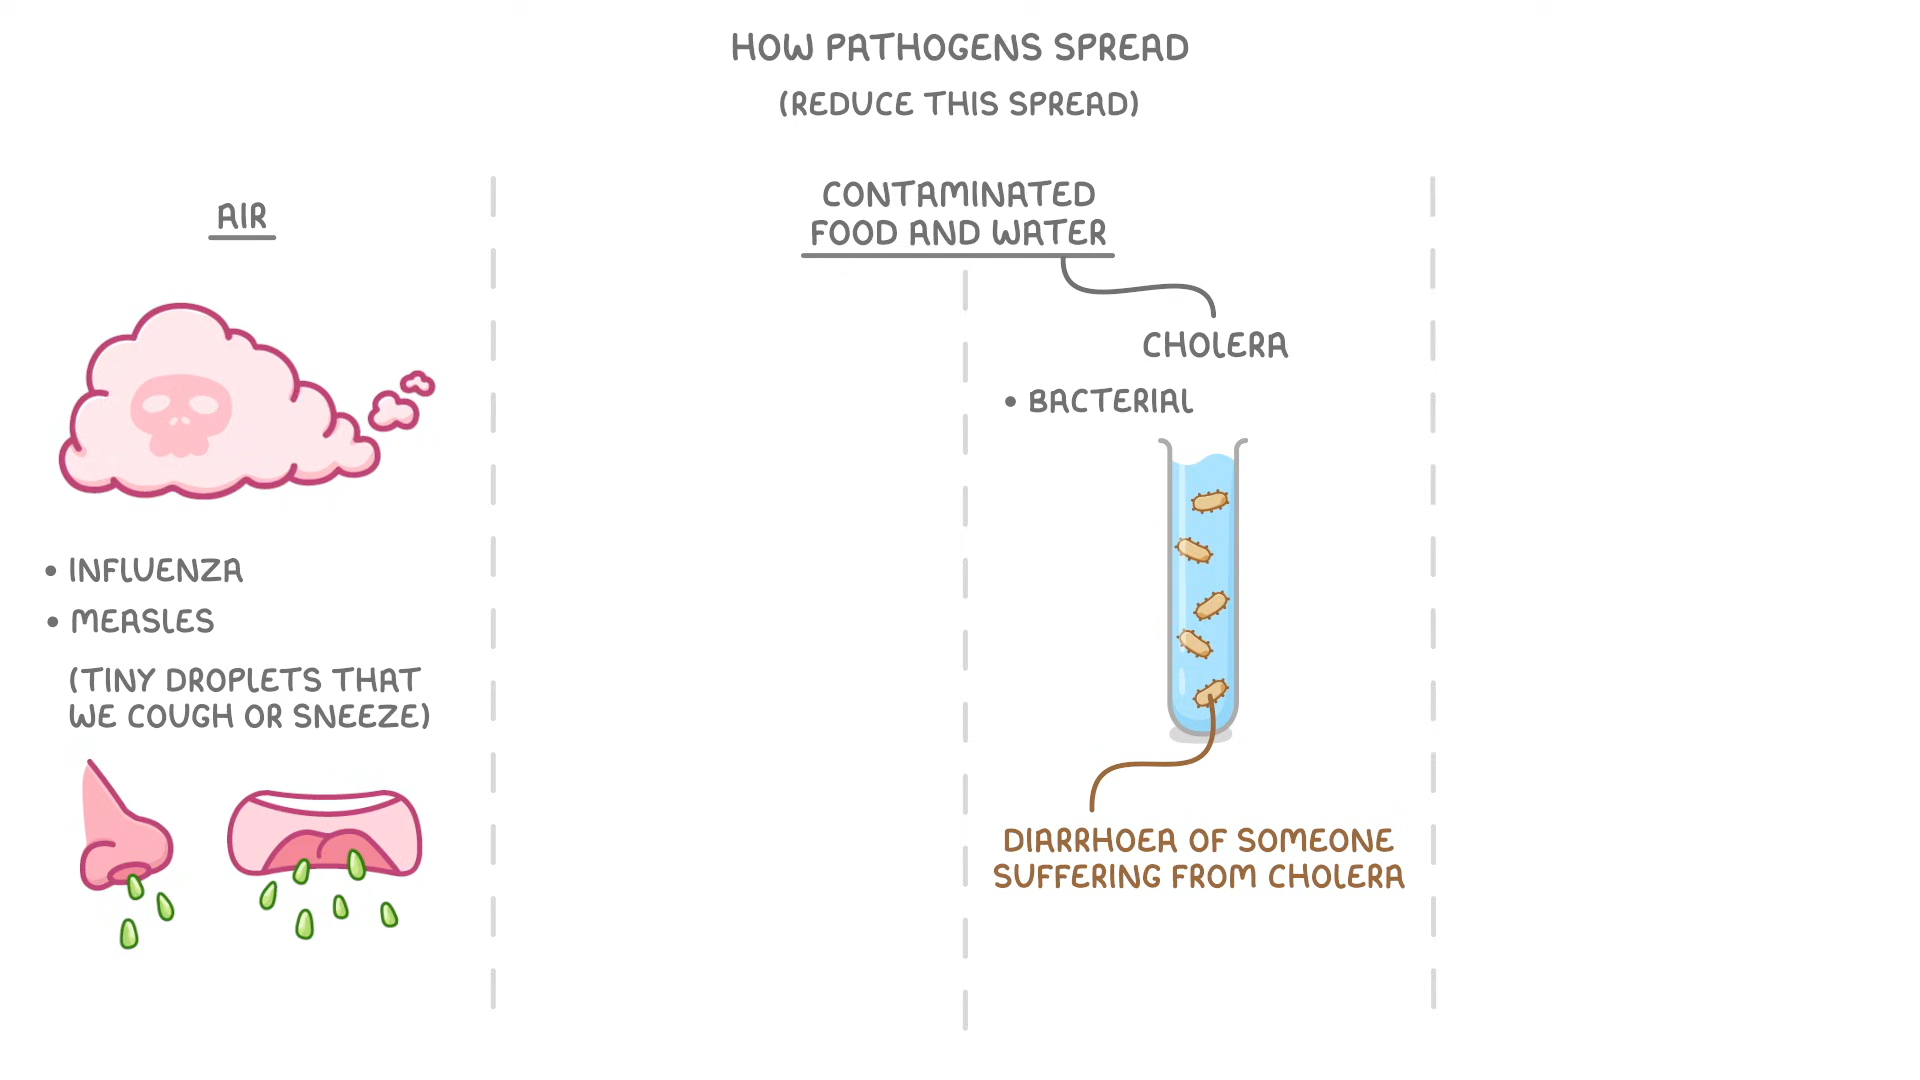 HOW PATHOGENS SPREAD
(REDUCE THIS SPREAD)
AIR
• INFLUENZA
• MEASLES
(TINY DROPLETS THAT
WE COUGH OR SNEEZE)
CONTAMINATED
FOOD AND WATER
CHOLERA
• BACTERIAL
DIARRHOEA OF SOMEONE
SUFFERING FROM CHOLERA